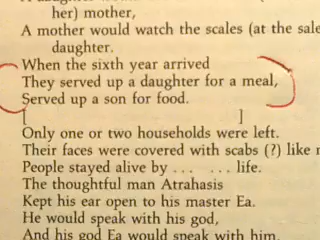 her) mother,
A mother would watch the scales (at the sale
daughter.
When the sixth year arrived
They served up a daughter for a meal,
Served up a son for food.
[ ]
Only one or two households were left.
Their faces were covered with scabs (?) like
People stayed alive by . . . . . . life.
The thoughtful man Atrahasis
Kept his ear open to his master Ea.
He would speak with his god,
And his god Ea would speak with him.